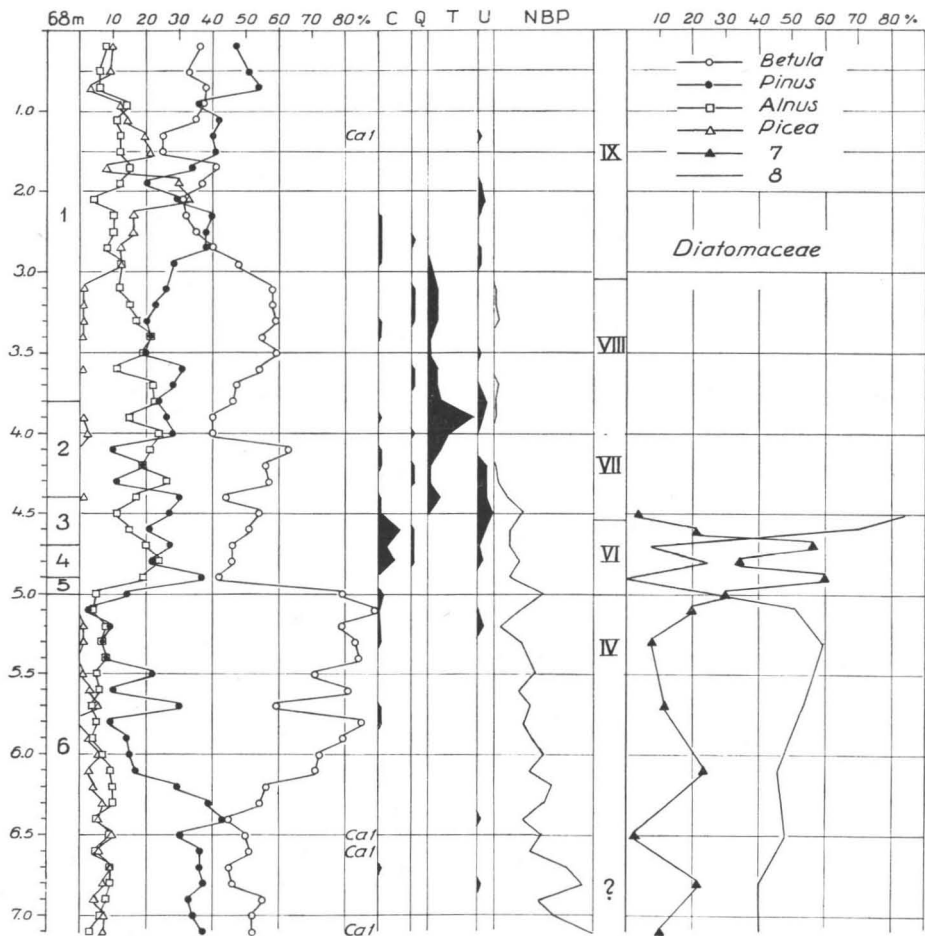 68m 10 20 30 40 50 60 70 80% C Q T U NBP 10 20 30 40 50 60 70 80%
Betula
Pinus
Alnus
Picea
7
8
Diatomaceae
1.0
2.0
3.0
3.5
4.0
4.5
5.0
5.5
6.0
6.5
7.0
1
2
3
4
5
6
Ca1
Ca1
Ca1
Ca1
IX
VIII
VII
VI
IV
?